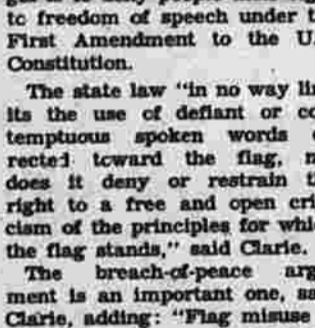 to freedom of speech under t
First Amendment to the U.
Constitution.
The state law "in no way li
its the use of defiant or co
temptuous spoken words
rected toward the flag, n
does it deny or restrain t
right to a free and open cri
cism of the principles for whi
the flag stands," said Clarie.
The breach-of-peace arg
ment is an important one, sa
Clarie, adding: "Flag misuse